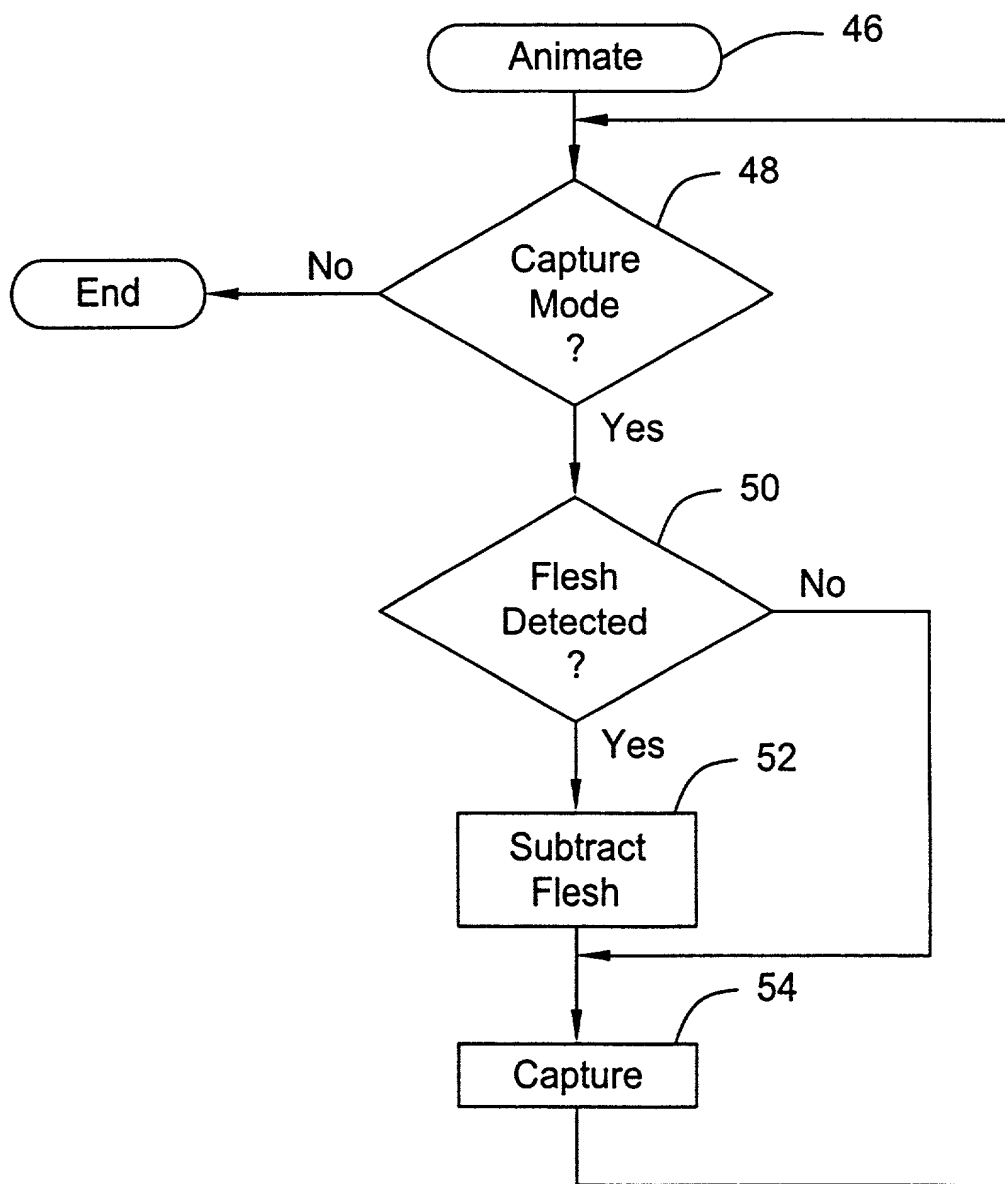 Animate
46
48
Capture
Mode
?
No
End
Yes
50
Flesh
Detected
?
No
Yes
52
Subtract
Flesh
54
Capture